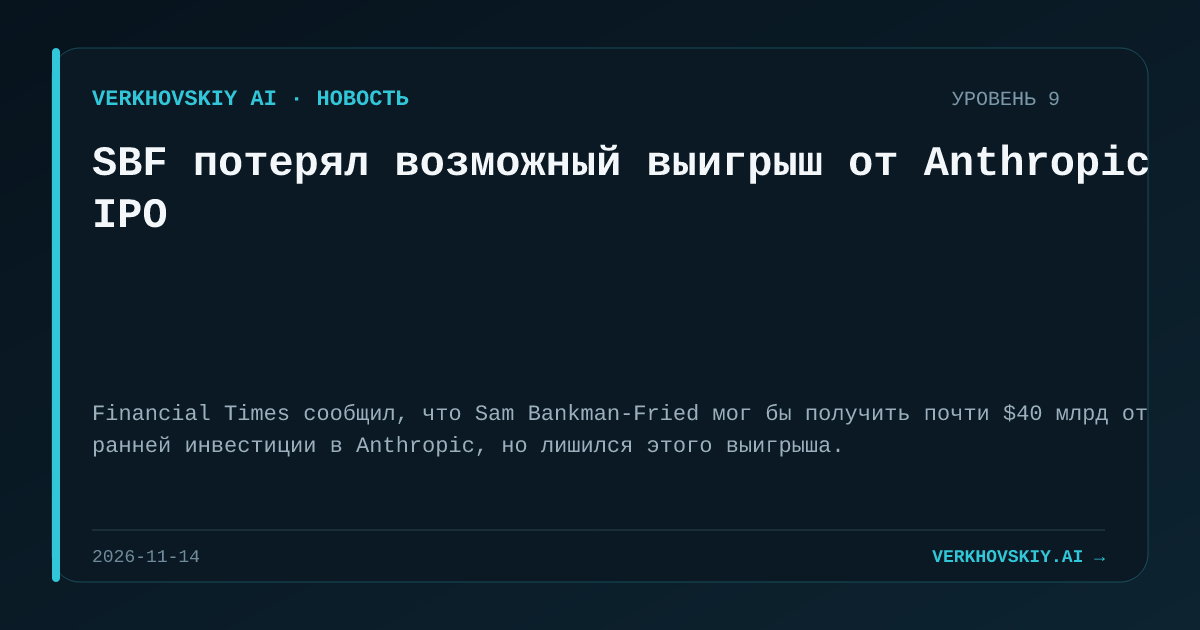 VERKHOVSKIY AI · НОВОСТЬ
УРОВЕНЬ 9
SBF потерял возможный выигрыш от Anthropic
IPO
Financial Times сообщил, что Sam Bankman-Fried мог бы получить почти $40 млрд от
ранней инвестиции в Anthropic, но лишился этого выигрыша.
2026-11-14
VERKHOVSKIY.AI →